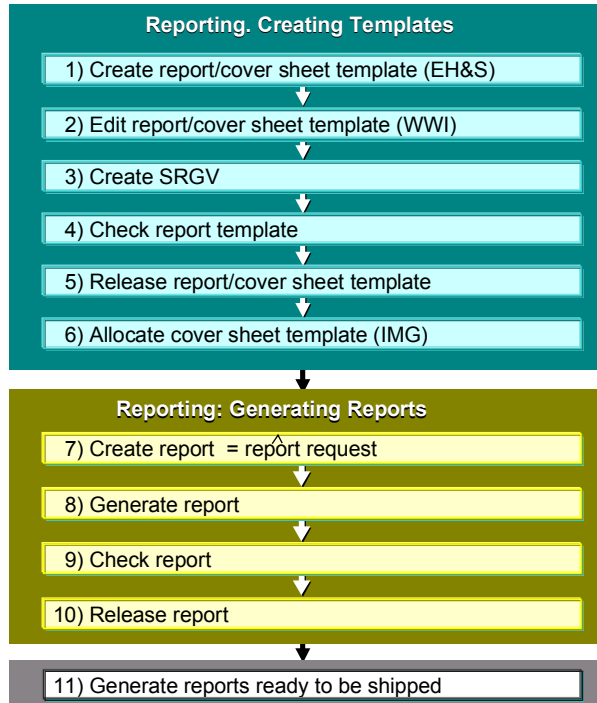 Reporting. Creating Templates
1) Create report/cover sheet template (EH&S)
2) Edit report/cover sheet template (WWI)
3) Create SRGV
4) Check report template
5) Release report/cover sheet template
6) Allocate cover sheet template (IMG)
Reporting: Generating Reports
7) Create report ^= report request
8) Generate report
9) Check report
10) Release report
11) Generate reports ready to be shipped